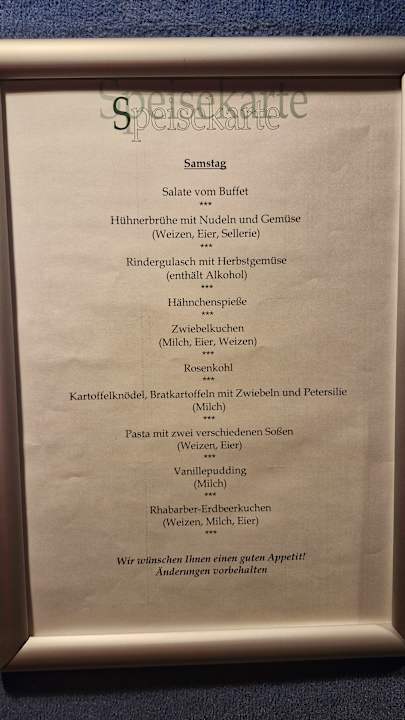 Speisekarte
Samstag
Salate vom Buffet
***
Hühnerbrühe mit Nudeln und Gemüse
(Weizen, Eier, Sellerie)
***
Rindergulasch mit Herbstgemüse
(enthält Alkohol)
***
Hähnchenspieße
***
Zwiebelkuchen
(Milch, Eier, Weizen)
***
Rosenkohl
***
Kartoffelknödel, Bratkartoffeln mit Zwiebeln und Petersilie
(Milch)
***
Pasta mit zwei verschiedenen Soßen
(Weizen, Eier)
***
Vanillepudding
(Milch)
***
Rhabarber-Erdbeerkuchen
(Weizen, Milch, Eier)
***
Wir wünschen Ihnen einen guten Appetit!
Änderungen vorbehalten